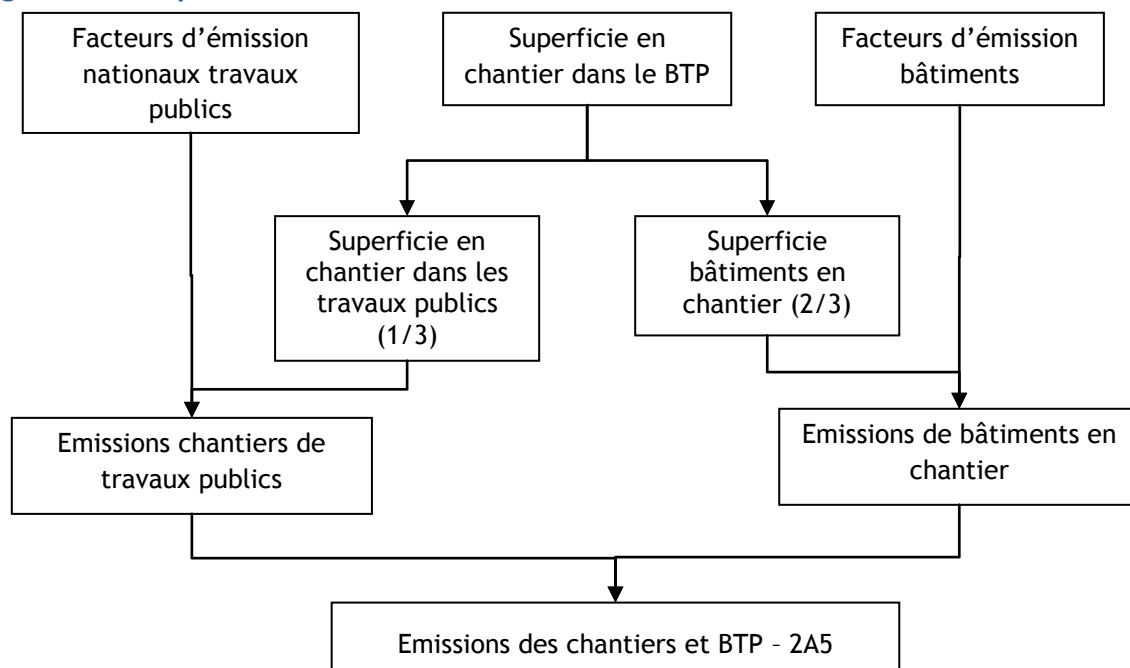 Facteurs d'émission
nationaux travaux
publics
Superficie en
chantier dans le BTP
Facteurs d'émission
bâtiments
Superficie en
chantier dans les
travaux publics
(1/3)
Superficie
bâtiments en
chantier (2/3)
Emissions chantiers de
travaux publics
Emissions de bâtiments en
chantier
Emissions des chantiers et BTP – 2A5